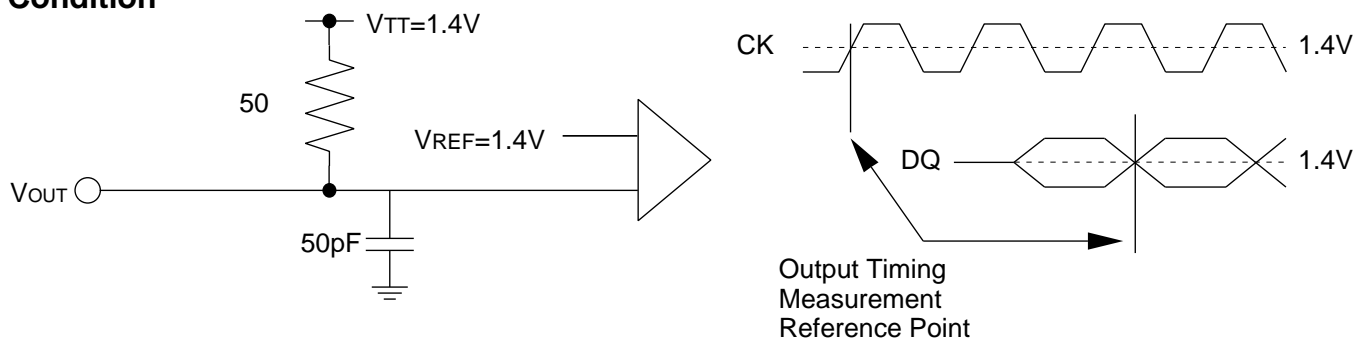 Condition
VTT=1.4V
50
VREF=1.4V
VOUT
50pF
CK
1.4V
DQ
1.4V
Output Timing
Measurement
Reference Point